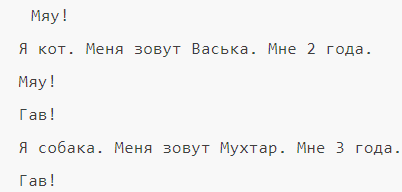 Мяу!
Я кот. Меня зовут Васька. Мне 2 года.
Мяу!
Гав!
Я собака. Меня зовут Мухтар. Мне 3 года.
Гав!